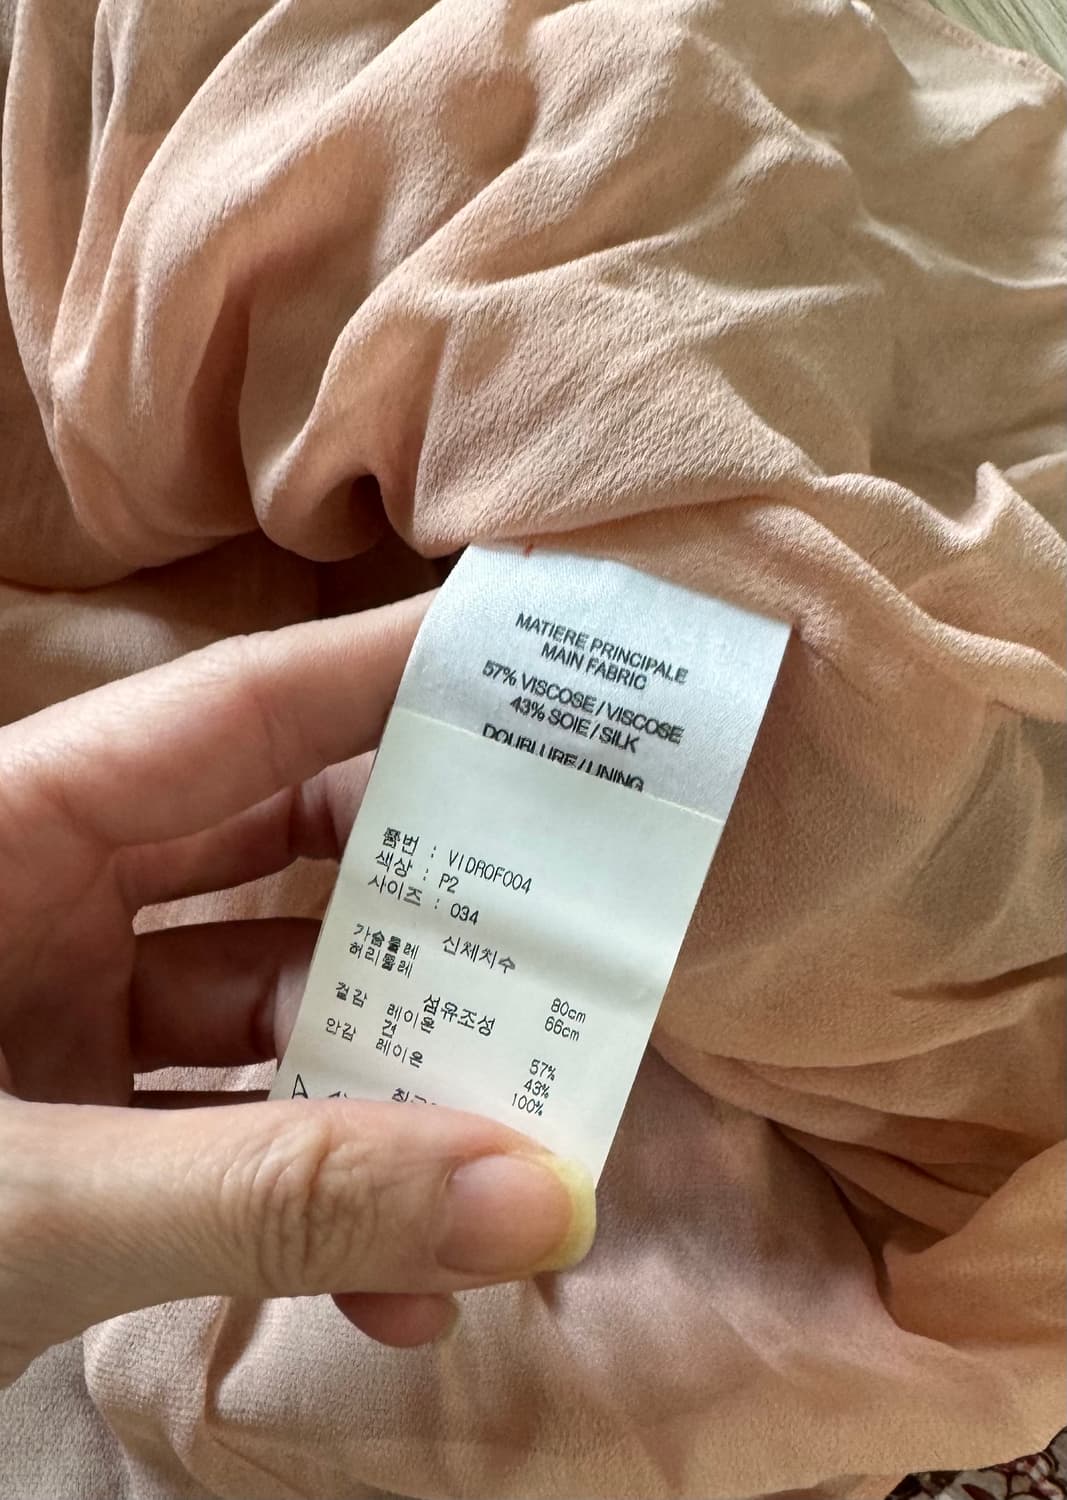 MATIERE PRINCIPALE
MAIN FABRIC
57% VISCOSE / VISCOSE
43% SOIE / SILK
DOUBLURE / LINING
품번 : VIDROF004
색상 : P2
사이즈 : 034
신체치수
가슴둘레 80cm
허리둘레 66cm
섬유조성
겉감 레이온 57%
견 43%
안감 레이온 100%